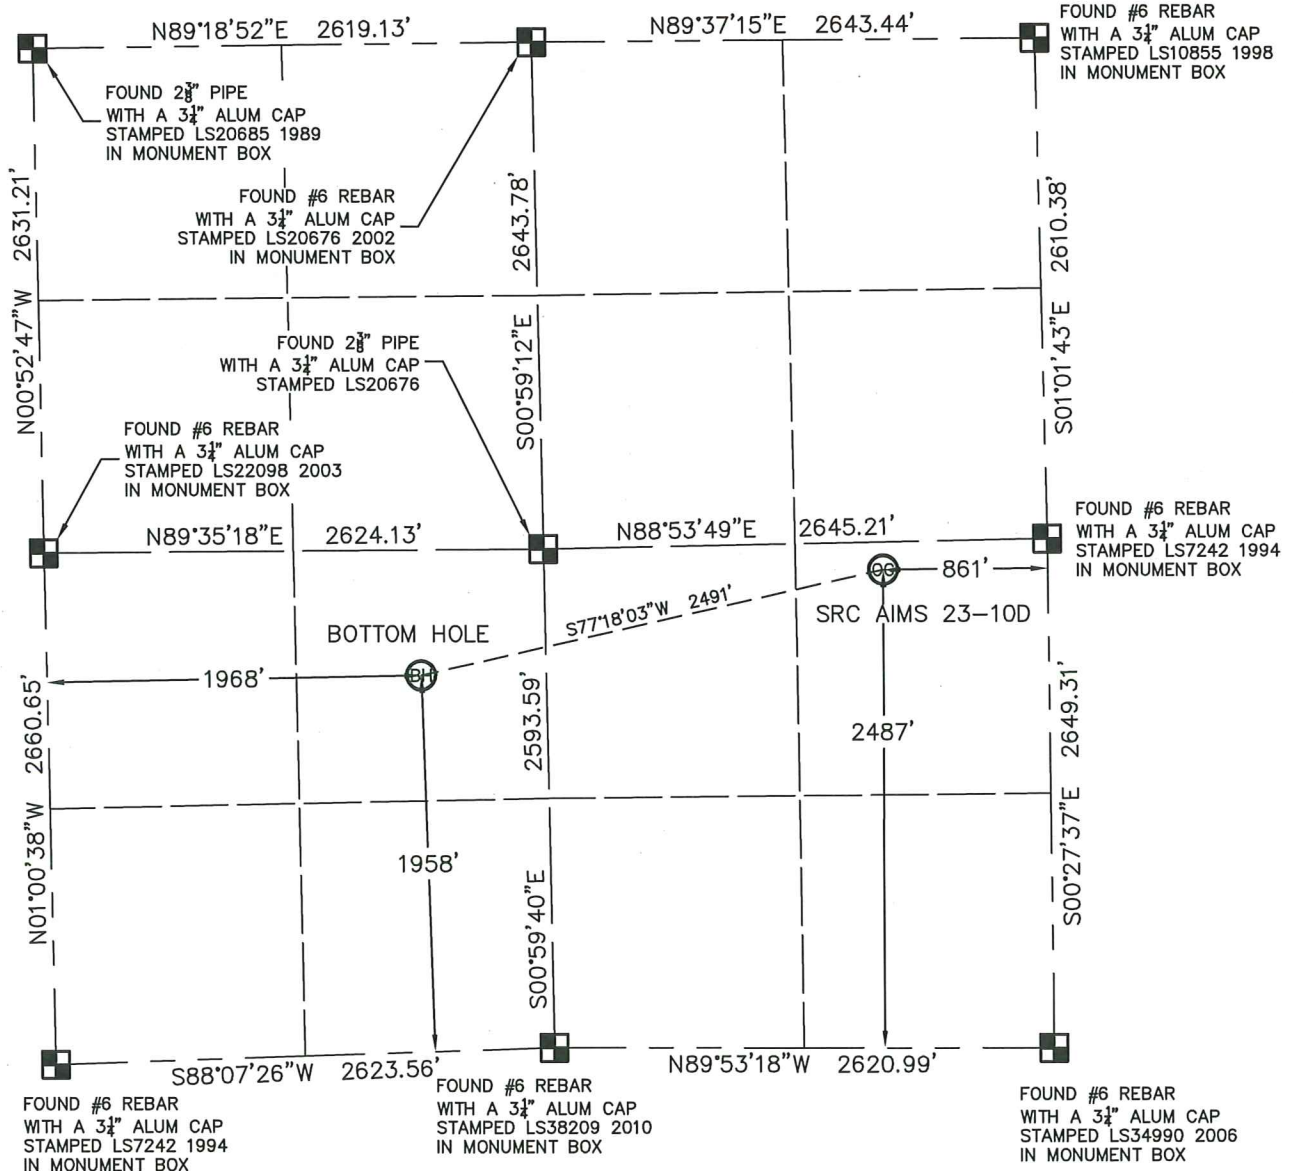 N89°18'52"E 2619.13'
N89°37'15"E 2643.44'
FOUND #6 REBAR
WITH A 3¼" ALUM CAP
STAMPED LS10855 1998
IN MONUMENT BOX
FOUND 2⅜" PIPE
WITH A 3¼" ALUM CAP
STAMPED LS20685 1989
IN MONUMENT BOX
FOUND #6 REBAR
WITH A 3¼" ALUM CAP
STAMPED LS20676 2002
IN MONUMENT BOX
N00°52'47"W 2631.21'
S00°59'12"E 2643.78'
S01°01'43"E 2610.38'
FOUND 2⅜" PIPE
WITH A 3¼" ALUM CAP
STAMPED LS20676
FOUND #6 REBAR
WITH A 3¼" ALUM CAP
STAMPED LS22098 2003
IN MONUMENT BOX
N89°35'18"E 2624.13'
N88°53'49"E 2645.21'
FOUND #6 REBAR
WITH A 3¼" ALUM CAP
STAMPED LS7242 1994
IN MONUMENT BOX
OG
861'
SRC AIMS 23-10D
S77°18'03"W 2491'
BOTTOM HOLE
BH
1968'
2487'
1958'
N01°00'38"W 2660.65'
S00°59'40"E 2593.59'
S00°27'37"E 2649.31'
S88°07'26"W 2623.56'
N89°53'18"W 2620.99'
FOUND #6 REBAR
WITH A 3¼" ALUM CAP
STAMPED LS7242 1994
IN MONUMENT BOX
FOUND #6 REBAR
WITH A 3¼" ALUM CAP
STAMPED LS38209 2010
IN MONUMENT BOX
FOUND #6 REBAR
WITH A 3¼" ALUM CAP
STAMPED LS34990 2006
IN MONUMENT BOX